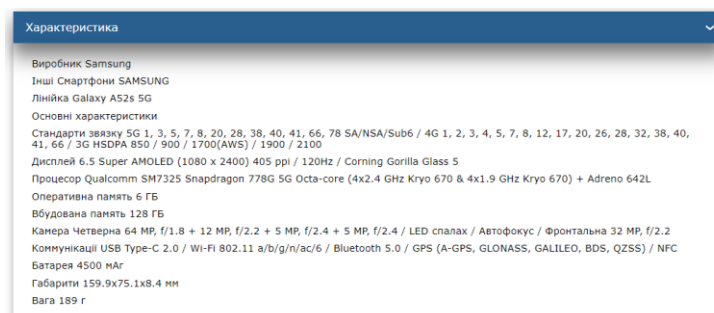 Характеристика
Виробник Samsung
Інші Смартфони SAMSUNG
Лінійка Galaxy A52s 5G
Основні характеристики
Стандарти звязку 5G 1, 3, 5, 7, 8, 20, 28, 38, 40, 41, 66, 78 SA/NSA/Sub6 / 4G 1, 2, 3, 4, 5, 7, 8, 12, 17, 20, 26, 28, 32, 38, 40,
41, 66 / 3G HSDPA 850 / 900 / 1700(AWS) / 1900 / 2100
Дисплей 6.5 Super AMOLED (1080 x 2400) 405 ppi / 120Hz / Corning Gorilla Glass 5
Процесор Qualcomm SM7325 Snapdragon 778G 5G Octa-core (4x2.4 GHz Kryo 670 & 4x1.9 GHz Kryo 670) + Adreno 642L
Оперативна память 6 ГБ
Вбудована память 128 ГБ
Камера Четверна 64 MP, f/1.8 + 12 MP, f/2.2 + 5 MP, f/2.4 + 5 MP, f/2.4 / LED спалах / Автофокус / Фронтальна 32 MP, f/2.2
Коммунікації USB Type-C 2.0 / Wi-Fi 802.11 a/b/g/n/ac/6 / Bluetooth 5.0 / GPS (A-GPS, GLONASS, GALILEO, BDS, QZSS) / NFC
Батарея 4500 мАг
Габарити 159.9x75.1x8.4 мм
Вага 189 г